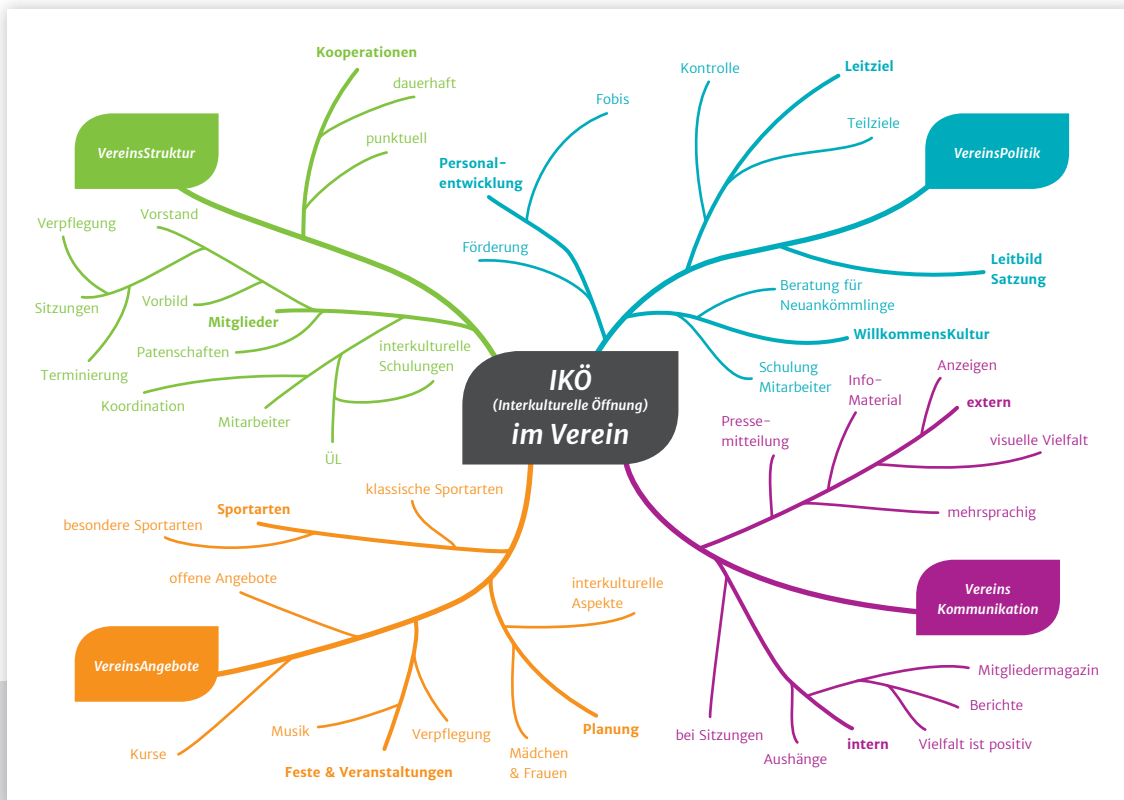 IKÖ
(Interkulturelle Öffnung)
im Verein
VereinsStruktur
Kooperationen
dauerhaft
punktuell
Verpflegung
Vorstand
Sitzungen
Vorbild
Mitglieder
Terminierung
Patenschaften
Koordination
Mitarbeiter
interkulturelle
Schulungen
ÜL
VereinsPolitik
Personal-
entwicklung
Fobis
Förderung
Kontrolle
Leitziel
Teilziele
Leitbild
Satzung
Beratung für
Neuankömmlinge
WillkommensKultur
Schulung
Mitarbeiter
VereinsAngebote
klassische Sportarten
Sportarten
besondere Sportarten
offene Angebote
interkulturelle
Aspekte
Kurse
Musik
Verpflegung
Feste & Veranstaltungen
Mädchen
& Frauen
Planung
Vereins
Kommunikation
Anzeigen
Info-
Material
extern
Presse-
mitteilung
visuelle Vielfalt
mehrsprachig
bei Sitzungen
Aushänge
intern
Mitgliedermagazin
Berichte
Vielfalt ist positiv